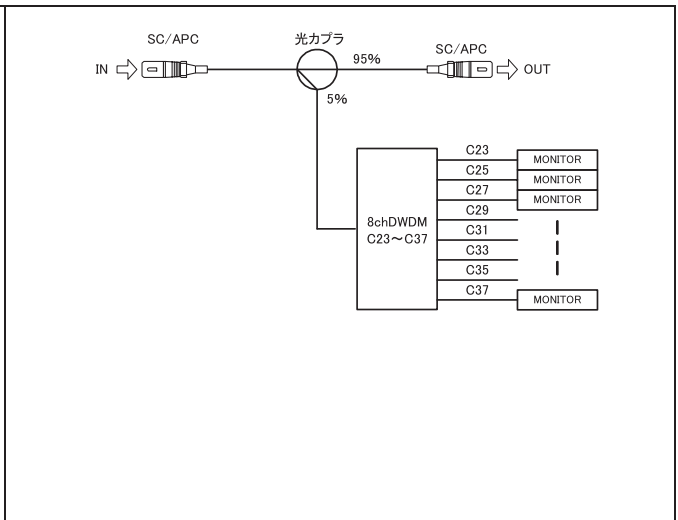 SC/APC
光カプラ
SC/APC
IN
95%
OUT
5%
C23
MONITOR
C25
MONITOR
C27
MONITOR
8chDWDM
C23～C37
C29
C31
C33
C35
C37
MONITOR